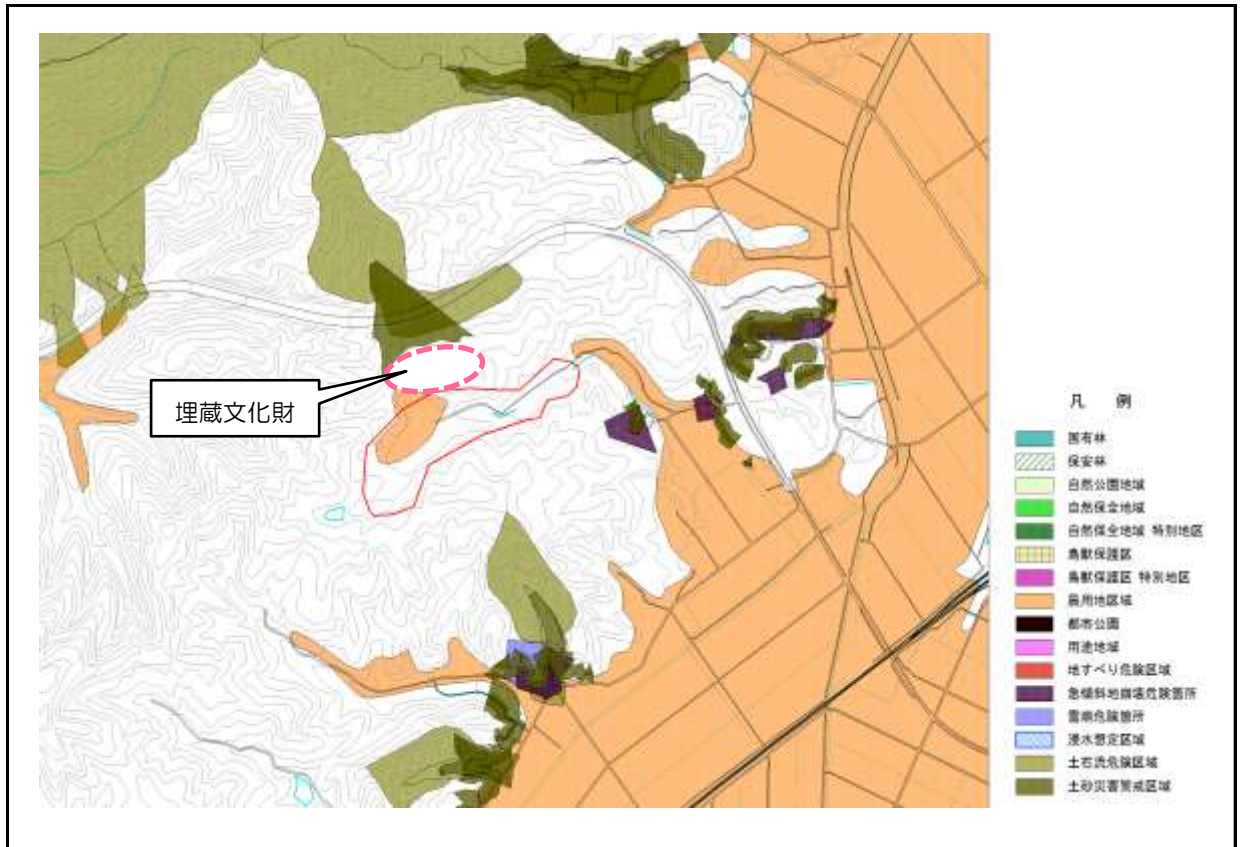 埋蔵文化財
凡　例
国有林
保安林
自然公園地域
自然保全地域
自然保全地域 特別地区
鳥獣保護区
鳥獣保護区 特別地区
農用地区域
都市公園
用途地域
地すべり危険区域
急傾斜地崩壊危険箇所
雪崩危険箇所
浸水想定区域
土石流危険区域
土砂災害警戒区域